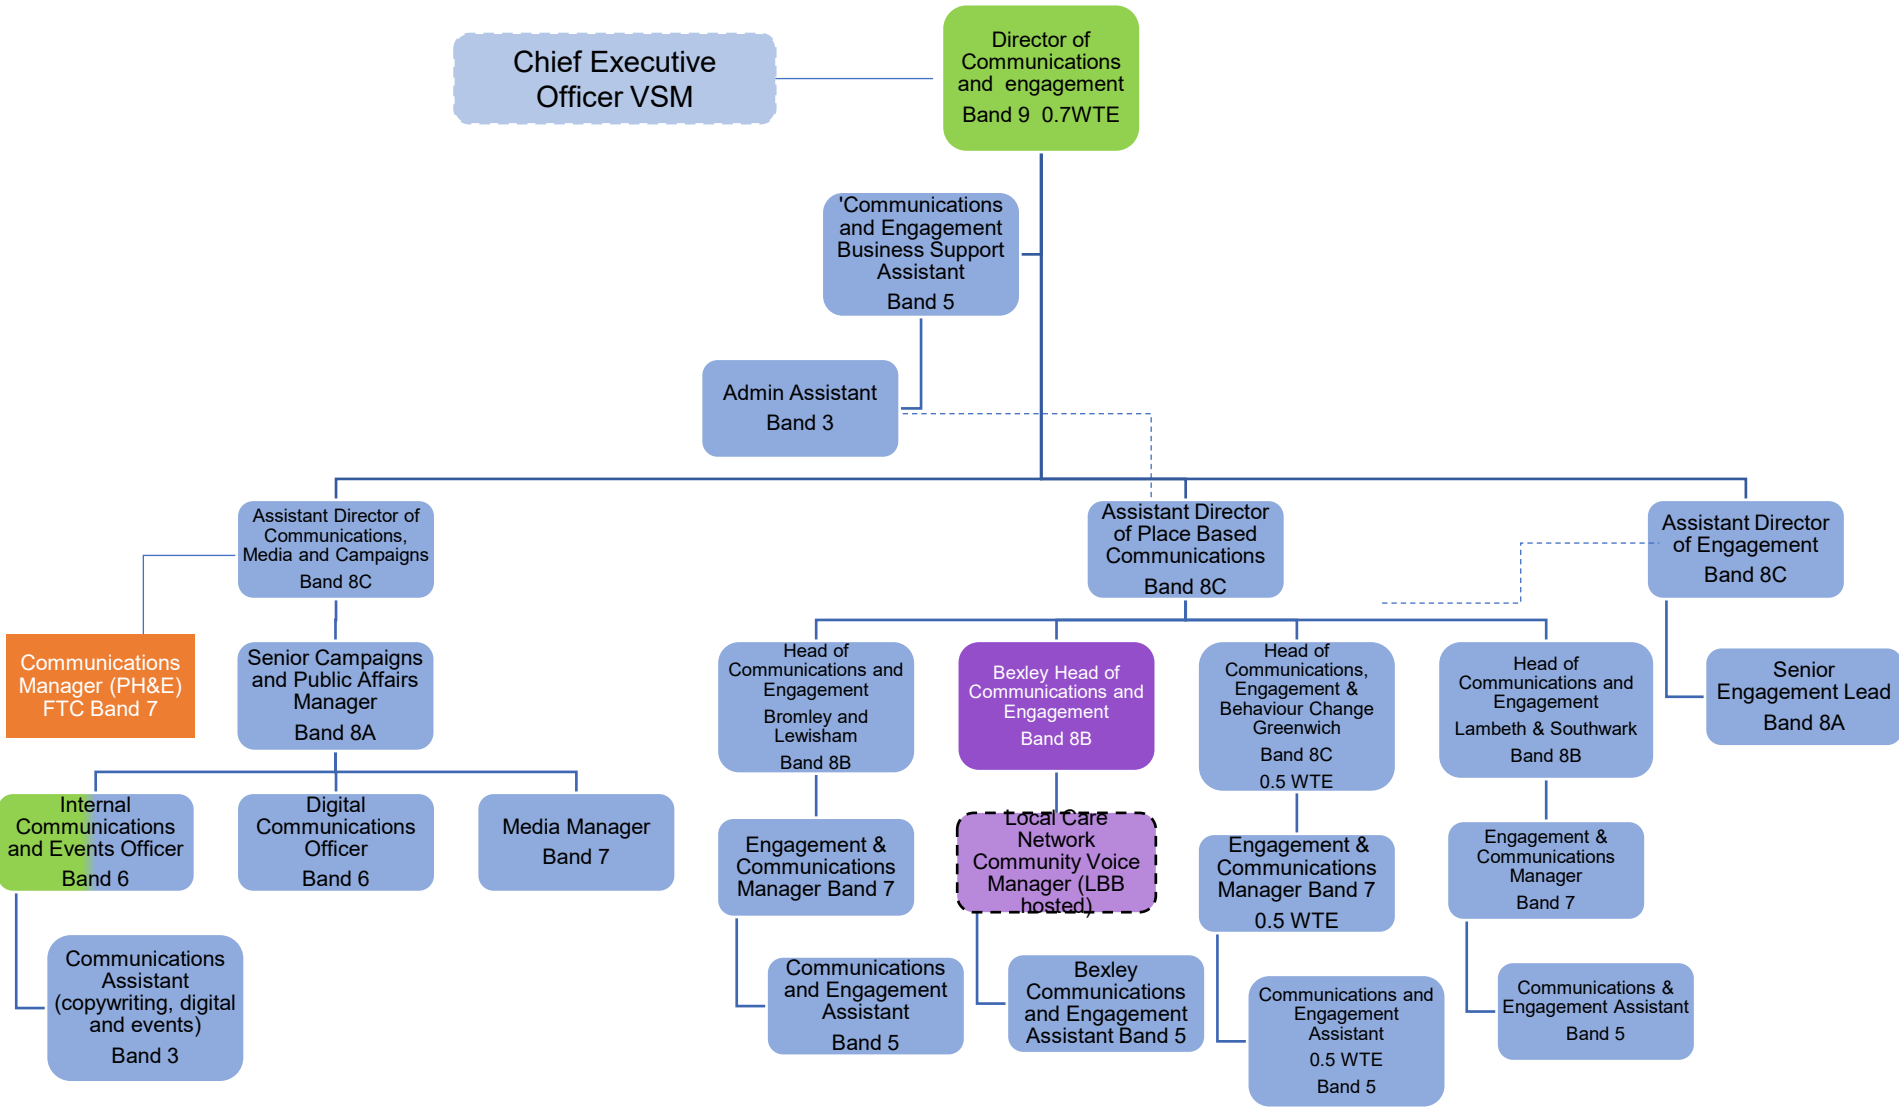 Chief Executive
Officer VSM
Director of
Communications
and engagement
Band 9 0.7WTE
'Communications
and Engagement
Business Support
Assistant
Band 5
Admin Assistant
Band 3
Assistant Director of
Communications,
Media and Campaigns
Band 8C
Assistant Director
of Place Based
Communications
Band 8C
Assistant Director
of Engagement
Band 8C
Communications
Manager (PH&E)
FTC Band 7
Senior Campaigns
and Public Affairs
Manager
Band 8A
Head of
Communications and
Engagement
Bromley and
Lewisham
Band 8B
Bexley Head of
Communications and
Engagement
Band 8B
Head of
Communications,
Engagement &
Behaviour Change
Greenwich
Band 8C
0.5 WTE
Head of
Communications and
Engagement
Lambeth & Southwark
Band 8B
Senior
Engagement Lead
Band 8A
Internal
Communications
and Events Officer
Band 6
Digital
Communications
Officer
Band 6
Media Manager
Band 7
Engagement &
Communications
Manager Band 7
Local Care
Network
Community Voice
Manager (LBB
hosted)
Engagement &
Communications
Manager Band 7
0.5 WTE
Engagement &
Communications
Manager
Band 7
Communications
Assistant
(copywriting, digital
and events)
Band 3
Communications
and Engagement
Assistant
Band 5
Bexley
Communications
and Engagement
Assistant Band 5
Communications and
Engagement
Assistant
0.5 WTE
Band 5
Communications &
Engagement Assistant
Band 5